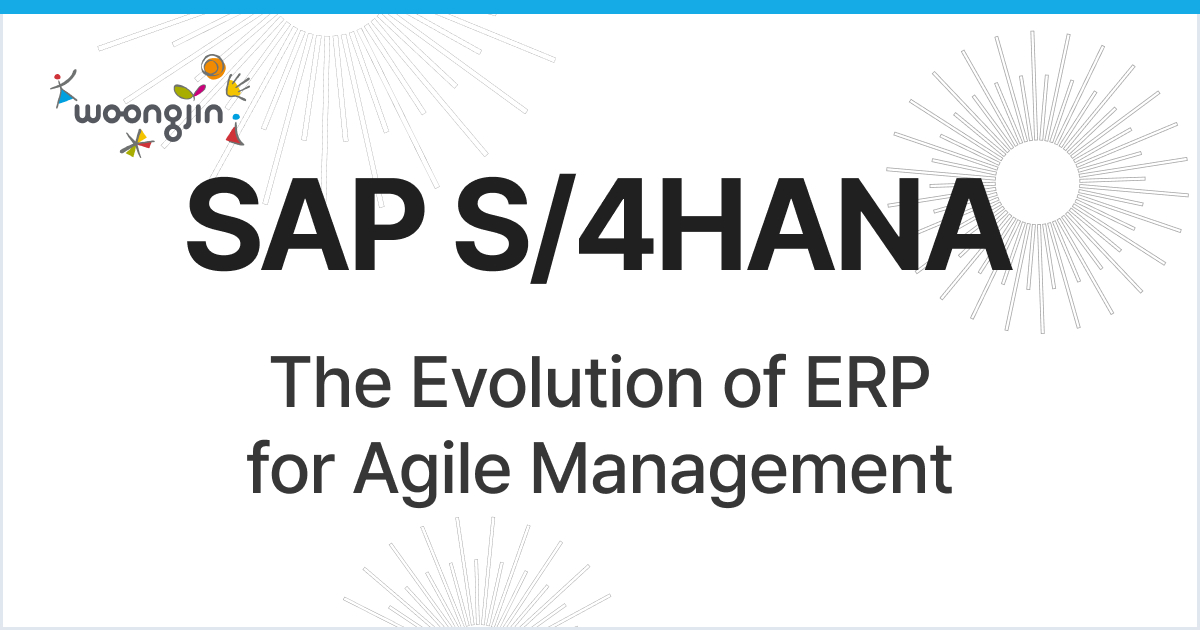 woongjin
SAP S/4HANA
The Evolution of ERP
for Agile Management